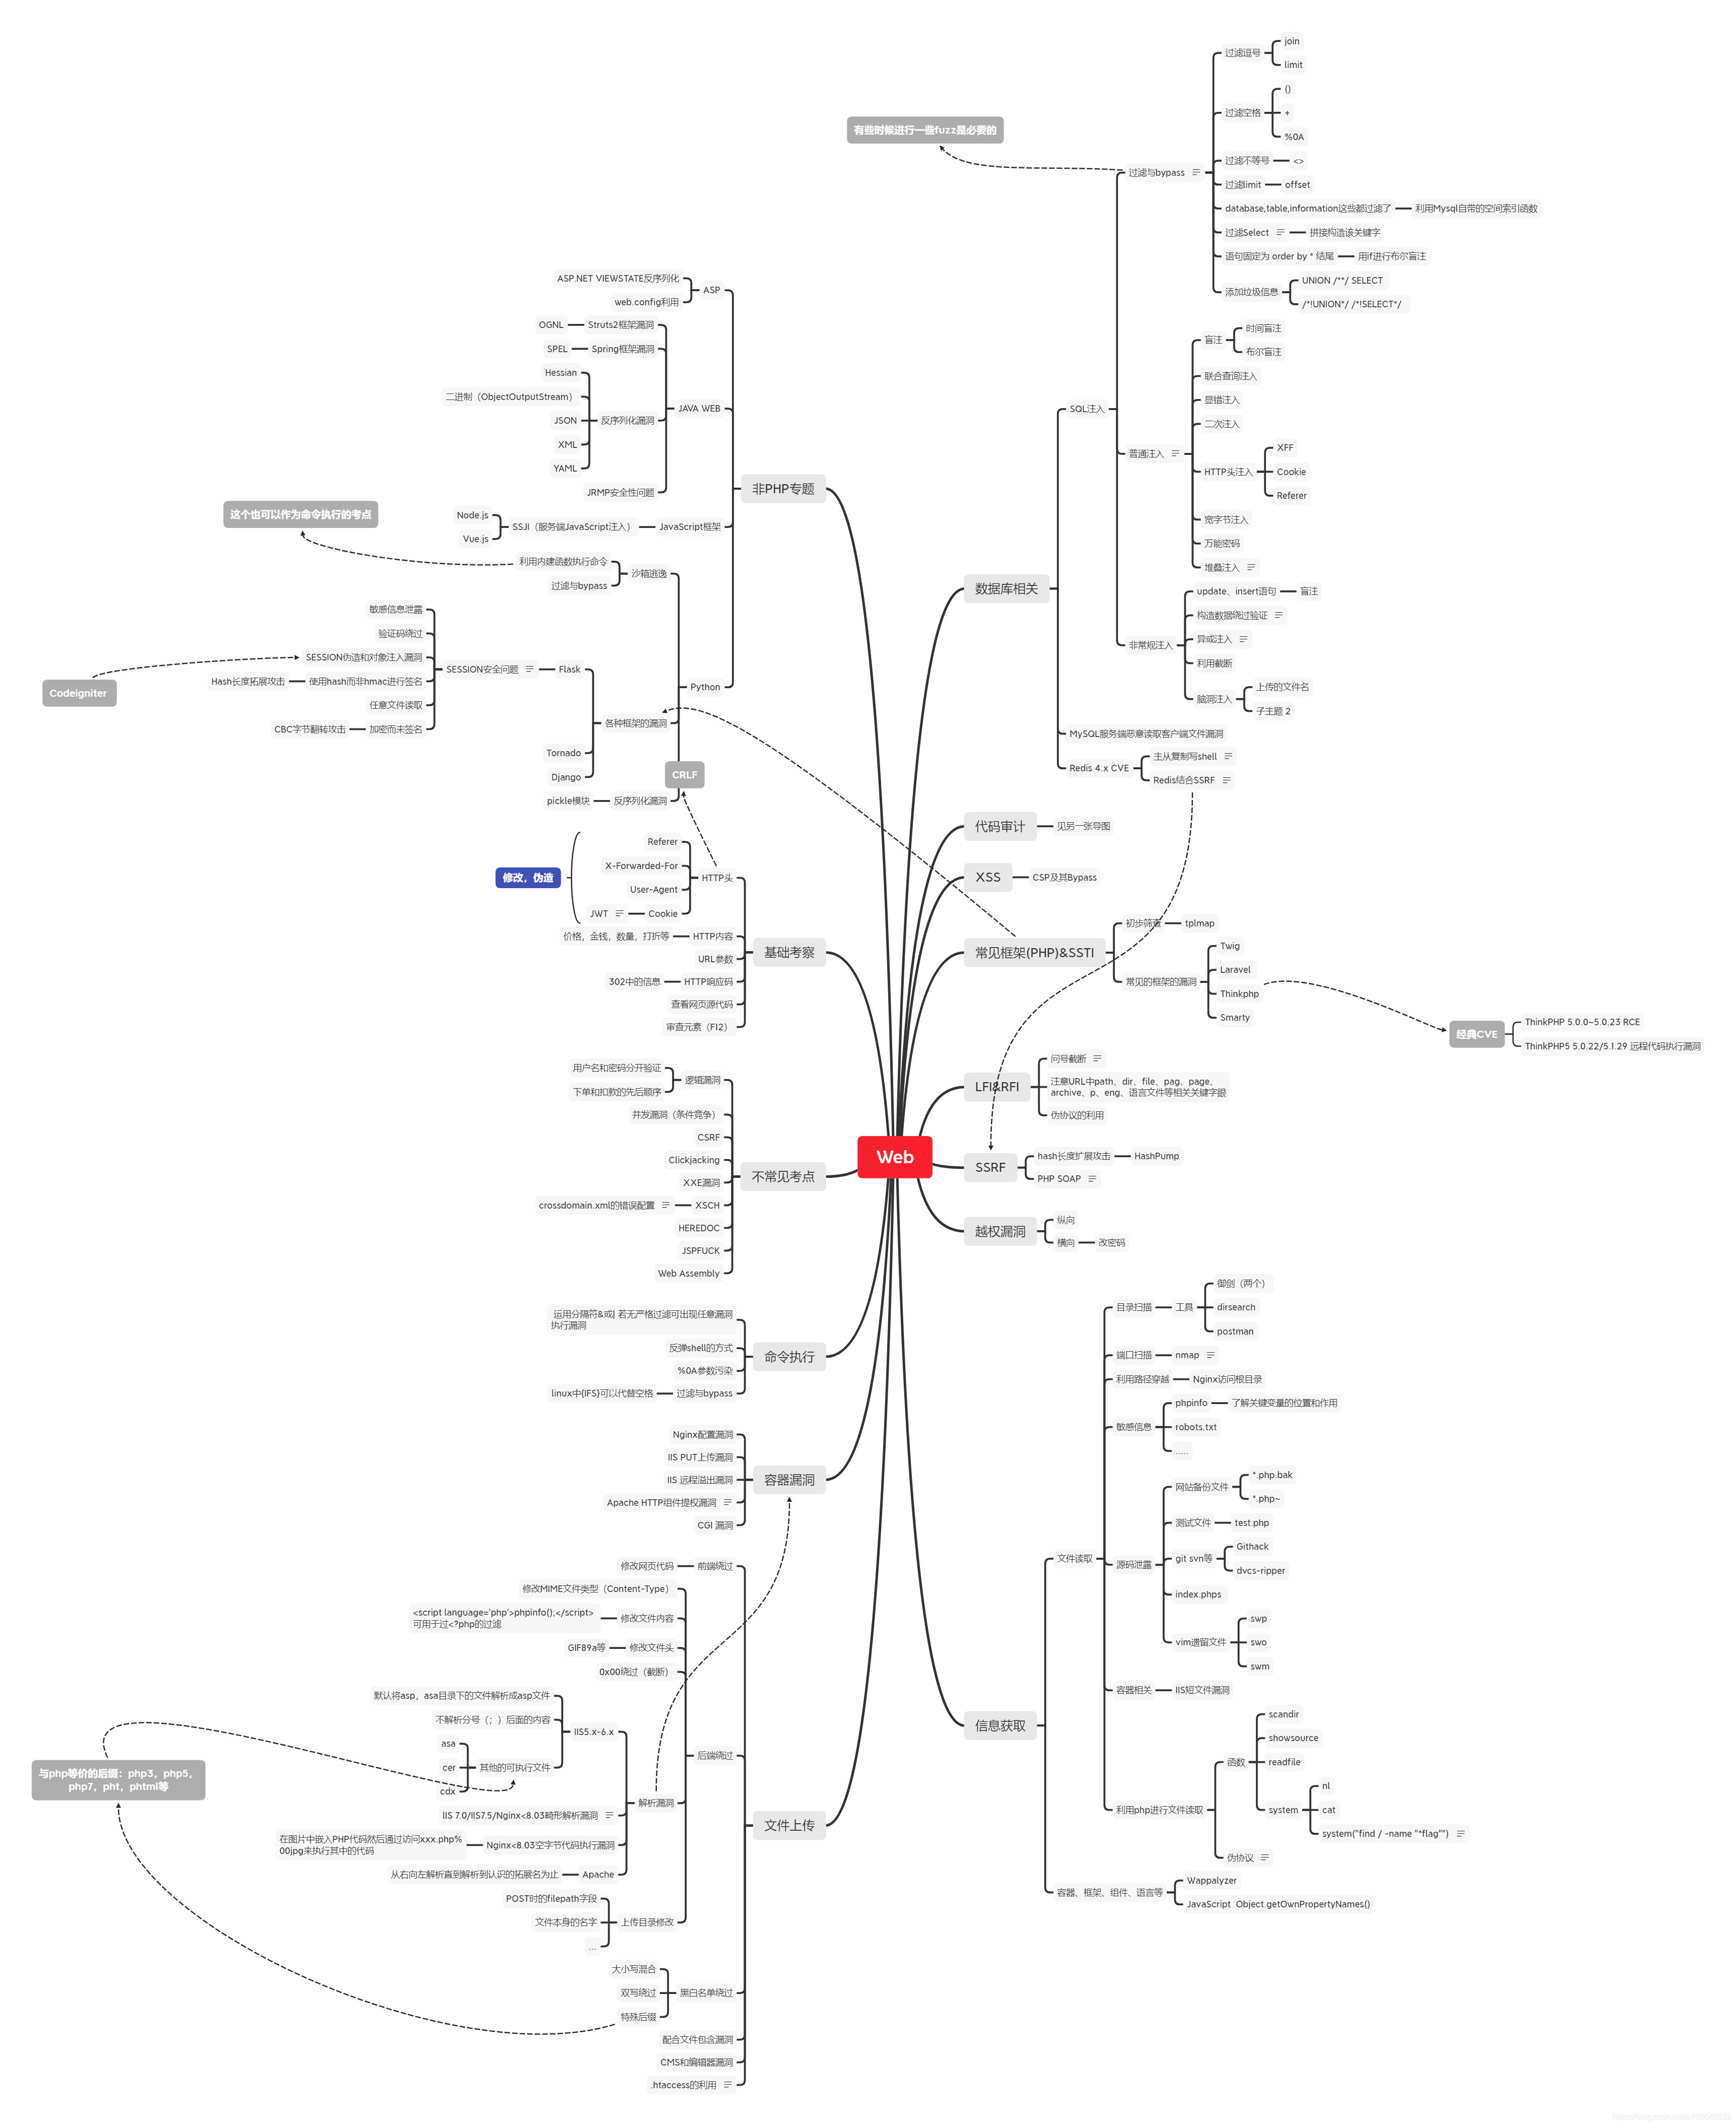 Web
数据库相关
SQL注入
过滤与bypass
有些时候进行一些fuzz是必要的
过滤逗号
join
limit
过滤空格
()
+
%0A
过滤不等号
<>
过滤limit
offset
database,table,information这些都过滤了
利用Mysql自带的空间索引函数
过滤Select
拼接构造该关键字
语句固定为 order by * 结尾
用if进行布尔盲注
添加垃圾信息
UNION /**/ SELECT
/*!UNION*/ /*!SELECT*/
普通注入
盲注
时间盲注
布尔盲注
联合查询注入
显错注入
二次注入
HTTP头注入
XFF
Cookie
Referer
宽字节注入
万能密码
堆叠注入
非常规注入
update、insert语句
盲注
构造数据绕过验证
异或注入
利用截断
脑洞注入
上传的文件名
子主题 2
MySQL服务端恶意读取客户端文件漏洞
Redis 4.x CVE
主从复制写shell
Redis结合SSRF
代码审计
见另一张导图
XSS
CSP及其Bypass
常见框架(PHP)&SSTI
初步筛查
tplmap
常见的框架的漏洞
Twig
Laravel
Thinkphp
Smarty
经典CVE
ThinkPHP 5.0.0~5.0.23 RCE
ThinkPHP5 5.0.22/5.1.29 远程代码执行漏洞
LFI&RFI
问号截断
注意URL中path、dir、file、pag、page、
archive、p、eng、语言文件等相关关键字眼
伪协议的利用
SSRF
hash长度扩展攻击
HashPump
PHP SOAP
越权漏洞
纵向
横向
改密码
信息获取
文件读取
目录扫描
工具
御剑（两个）
dirsearch
postman
端口扫描
nmap
利用路径穿越
Nginx访问根目录
敏感信息
phpinfo
了解关键变量的位置和作用
robots.txt
.....
源码泄露
网站备份文件
*.php.bak
*.php~
测试文件
test.php
git svn等
Githack
dvcs-ripper
index.phps
vim遗留文件
swp
swo
swm
容器相关
IIS短文件漏洞
利用php进行文件读取
函数
scandir
showsource
readfile
system
nl
cat
system("find / -name "*flag"")
伪协议
容器、框架、组件、语言等
Wappalyzer
JavaScript Object.getOwnPropertyNames()
非PHP专题
ASP
ASP.NET VIEWSTATE反序列化
web.config利用
JAVA WEB
Struts2框架漏洞
OGNL
Spring框架漏洞
SPEL
反序列化漏洞
Hessian
二进制（ObjectOutputStream）
JSON
XML
YAML
JRMP安全性问题
JavaScript框架
SSJI（服务端JavaScript注入）
Node.js
Vue.js
Python
沙箱逃逸
利用内建函数执行命令
这个也可以作为命令执行的考点
过滤与bypass
各种框架的漏洞
Flask
SESSION安全问题
敏感信息泄露
验证码绕过
SESSION伪造和对象注入漏洞
Codeigniter
使用hash而非hmac进行签名
Hash长度拓展攻击
任意文件读取
加密而未签名
CBC字节翻转攻击
Tornado
Django
反序列化漏洞
pickle模块
CRLF
基础考察
HTTP头
Referer
X-Forwarded-For
User-Agent
Cookie
JWT
修改，伪造
HTTP内容
价格，金钱，数量，打折等
URL参数
HTTP响应码
302中的信息
查看网页源代码
审查元素（F12）
不常见考点
逻辑漏洞
用户名和密码分开验证
下单和扣款的先后顺序
并发漏洞（条件竞争）
CSRF
Clickjacking
XXE漏洞
XSCH
crossdomain.xml的错误配置
HEREDOC
JSPFUCK
Web Assembly
命令执行
运用分隔符&或| 若无严格过滤可出现任意漏洞
执行漏洞
反弹shell的方式
%0A参数污染
过滤与bypass
linux中{IFS}可以代替空格
容器漏洞
Nginx配置漏洞
IIS PUT上传漏洞
IIS 远程溢出漏洞
Apache HTTP组件提权漏洞
CGI 漏洞
文件上传
前端绕过
修改网页代码
后端绕过
修改MIME文件类型（Content-Type）
修改文件内容
<script language='php'>phpinfo();</script>
可用于过<?php的过滤
修改文件头
GIF89a等
0x00绕过（截断）
解析漏洞
IIS5.x-6.x
默认将asp，asa目录下的文件解析成asp文件
不解析分号（；）后面的内容
其他的可执行文件
asa
cer
cdx
IIS 7.0/IIS7.5/Nginx<8.03畸形解析漏洞
Nginx<8.03空字节代码执行漏洞
在图片中嵌入PHP代码然后通过访问xxx.php%
00jpg来执行其中的代码
Apache
从右向左解析直到解析到认识的拓展名为止
上传目录修改
POST时的filepath字段
文件本身的名字
...
黑白名单绕过
大小写混合
双写绕过
特殊后缀
与php等价的后缀：php3，php5，
php7，pht，phtml等
配合文件包含漏洞
CMS和编辑器漏洞
.htaccess的利用